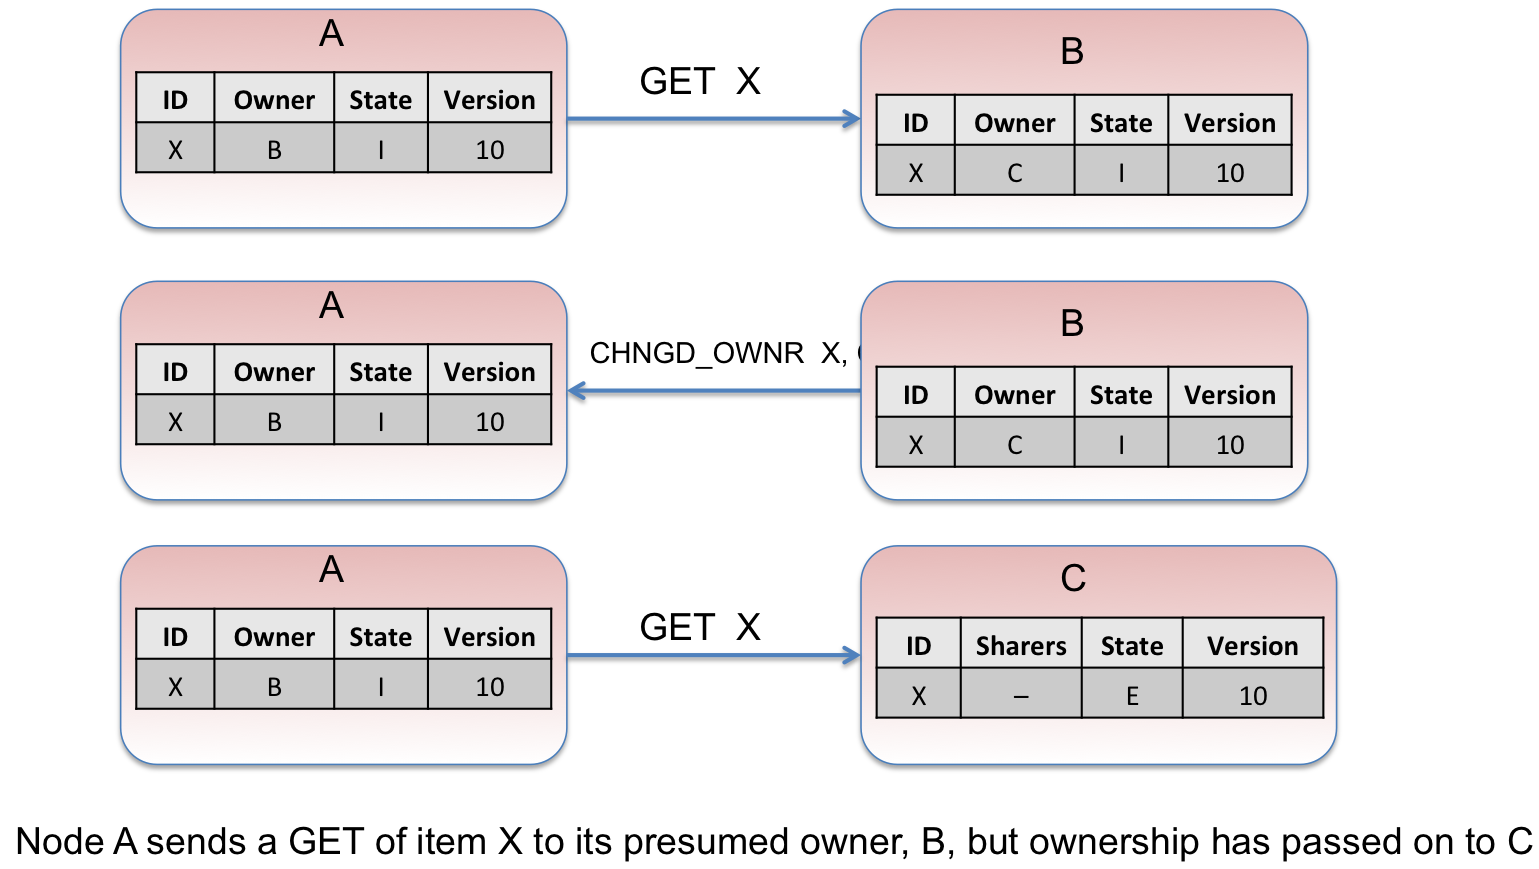 A
ID Owner State Version
X B I 10
GET X
B
ID Owner State Version
X C I 10
A
ID Owner State Version
X B I 10
CHNGD_OWNR X,
B
ID Owner State Version
X C I 10
A
ID Owner State Version
X B I 10
GET X
C
ID Sharers State Version
X – E 10
Node A sends a GET of item X to its presumed owner, B, but ownership has passed on to C